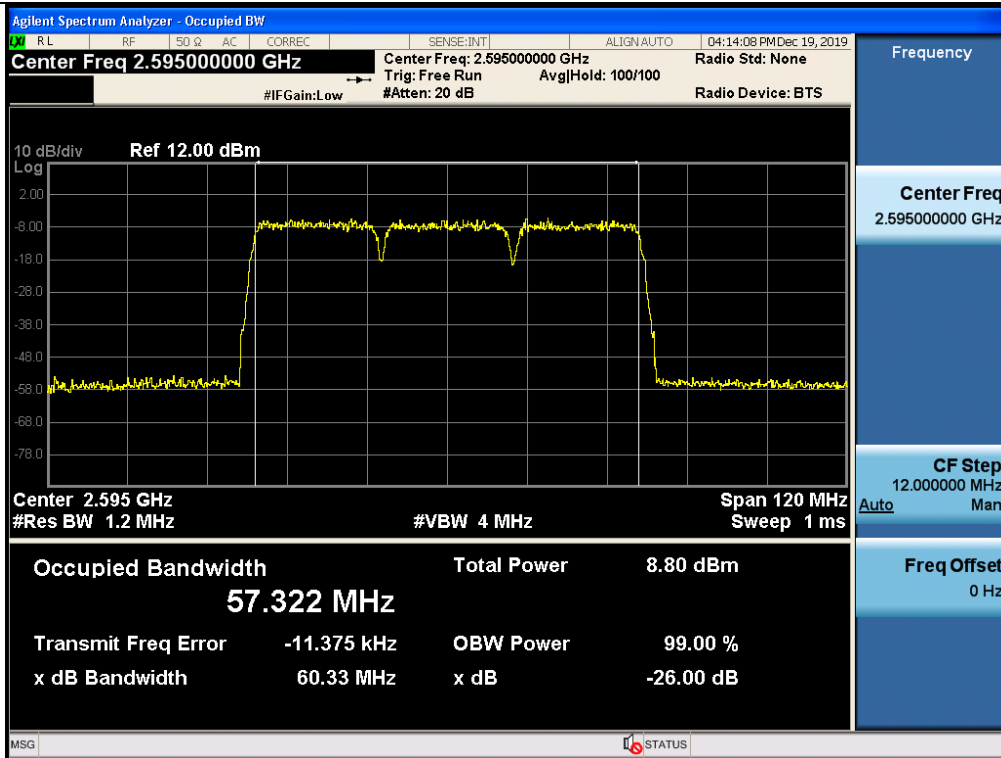 Agilent Spectrum Analyzer - Occupied BW
LXI RL RF 50 Ω AC CORREC SENSE:INT ALIGN AUTO 04:14:08 PM Dec 19, 2019
Center Freq 2.595000000 GHz
Center Freq: 2.595000000 GHz Radio Std: None
Trig: Free Run Avg|Hold: 100/100
#IFGain:Low #Atten: 20 dB Radio Device: BTS
10 dB/div Ref 12.00 dBm
Log
2.00
-8.00
-18.0
-28.0
-38.0
-48.0
-58.0
-68.0
-78.0
Center 2.595 GHz Span 120 MHz
#Res BW 1.2 MHz #VBW 4 MHz Sweep 1 ms
Occupied Bandwidth Total Power 8.80 dBm
57.322 MHz
Transmit Freq Error -11.375 kHz OBW Power 99.00 %
x dB Bandwidth 60.33 MHz x dB -26.00 dB
MSG STATUS
Frequency
Center Freq
2.595000000 GHz
CF Step
12.000000 MHz
Auto Man
Freq Offset
0 Hz